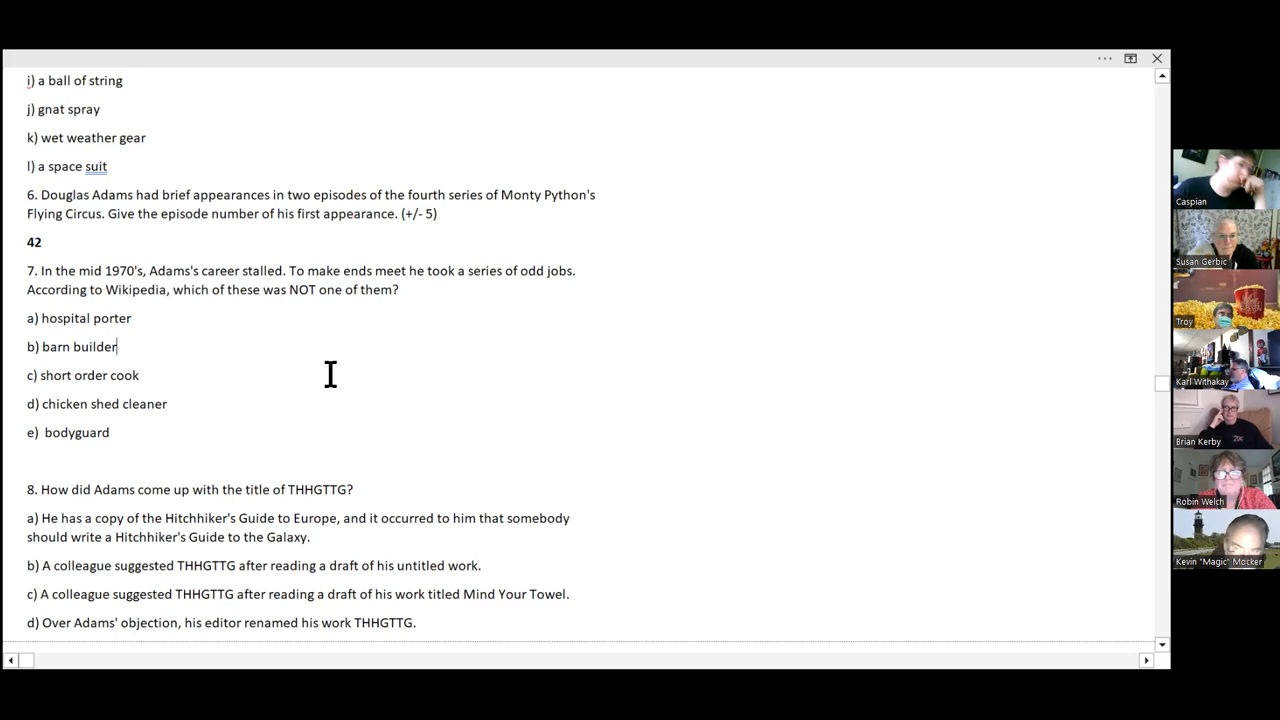 i) a ball of string
j) gnat spray
k) wet weather gear
l) a space suit
6. Douglas Adams had brief appearances in two episodes of the fourth series of Monty Python's
Flying Circus. Give the episode number of his first appearance. (+/- 5)
42
7. In the mid 1970's, Adams's career stalled. To make ends meet he took a series of odd jobs.
According to Wikipedia, which of these was NOT one of them?
a) hospital porter
b) barn builder
c) short order cook
d) chicken shed cleaner
e)  bodyguard
8. How did Adams come up with the title of THHGTTG?
a) He has a copy of the Hitchhiker's Guide to Europe, and it occurred to him that somebody
should write a Hitchhiker's Guide to the Galaxy.
b) A colleague suggested THHGTTG after reading a draft of his untitled work.
c) A colleague suggested THHGTTG after reading a draft of his work titled Mind Your Towel.
d) Over Adams' objection, his editor renamed his work THHGTTG.
Caspian
Susan Gerbic
Troy
Karl Withakay
Brian Kerby
Robin Welch
Kevin "Magic" Mocker